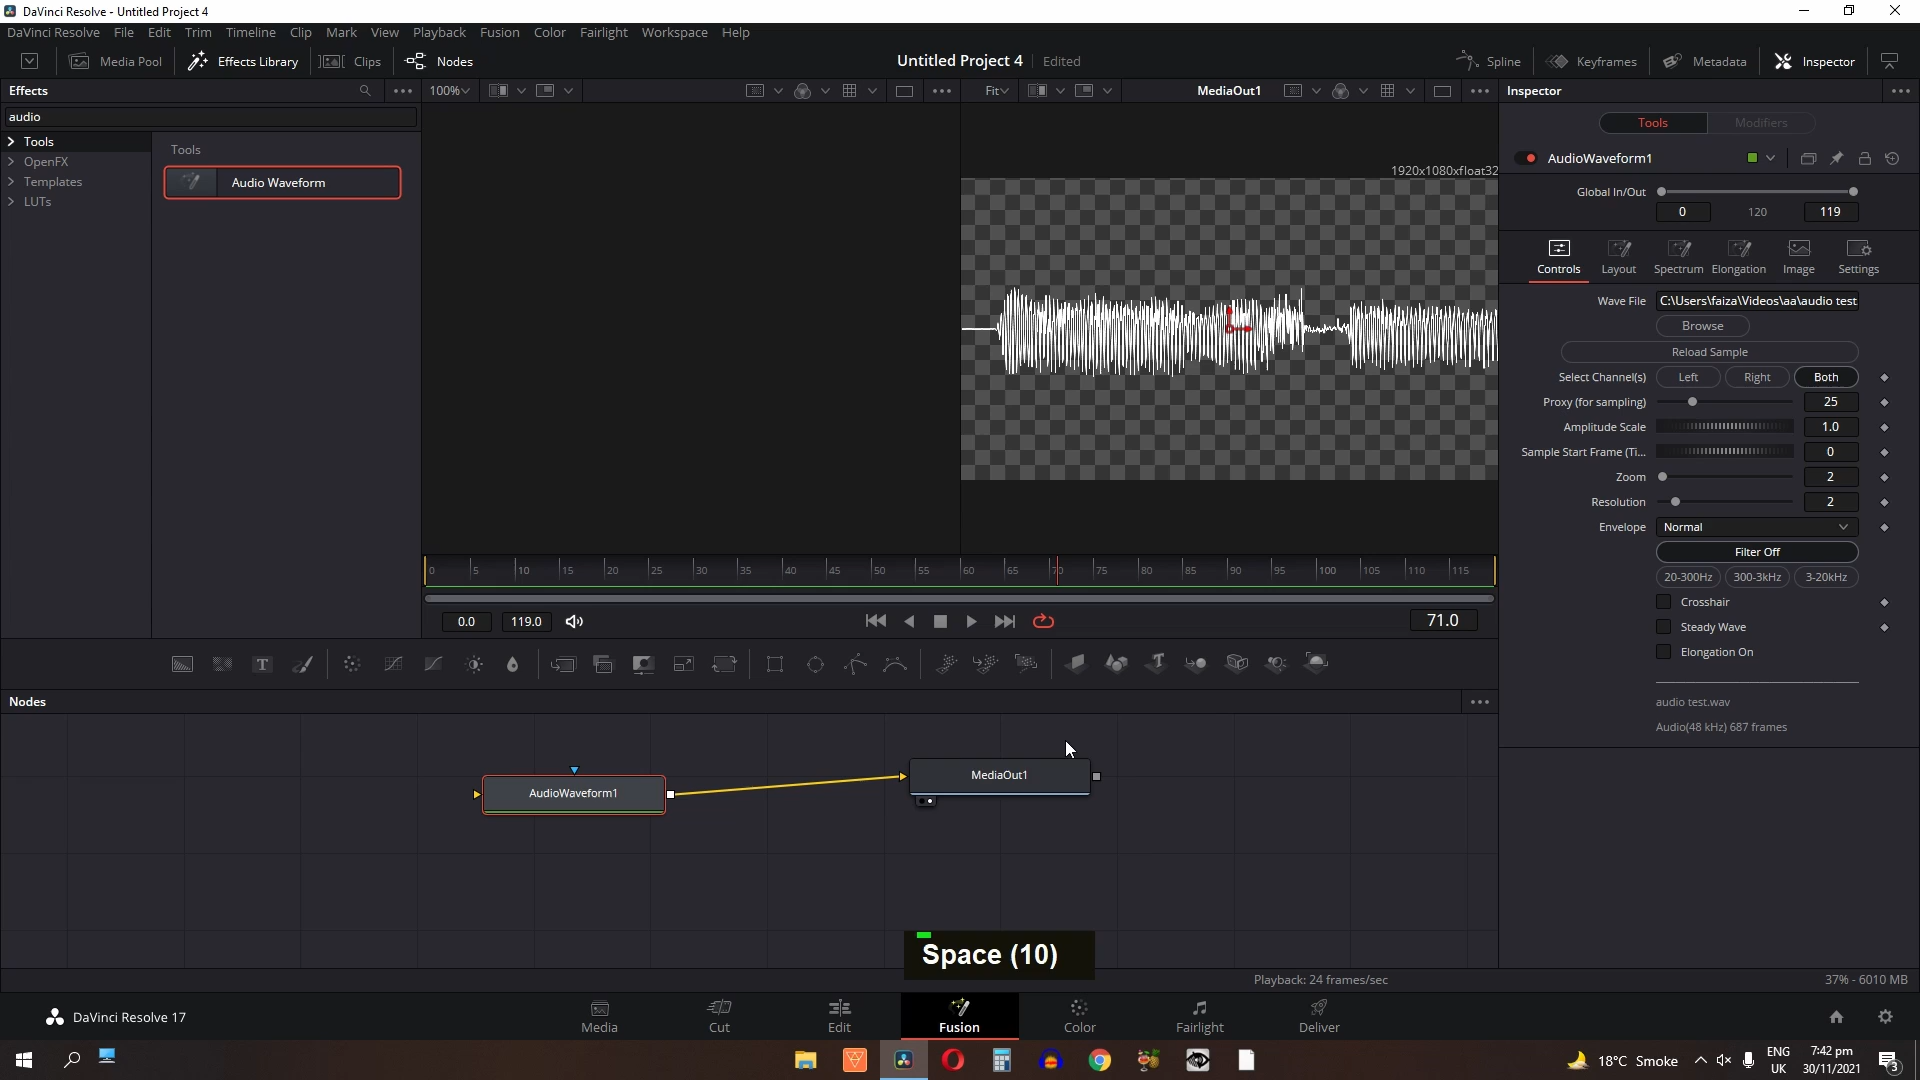 DaVinci Resolve - Untitled Project 4
DaVinci Resolve File Edit Trim Timeline Clip Mark View Playback Fusion Color Fairlight Workspace Help
Media Pool Effects Library Clips Nodes Untitled Project 4 Edited Spline Keyframes Metadata Inspector
Effects 100% Fit MediaOut1 Inspector
audio
Tools
OpenFX
Templates
LUTs
Tools
Audio Waveform
1920x1080xfloat32
0 5 10 15 20 25 30 35 40 45 50 55 60 65 70 75 80 85 90 95 100 105 110 115
0.0 119.0 71.0
Tools Modifiers
AudioWaveform1
Global In/Out
0 120 119
Controls Layout Spectrum Elongation Image Settings
Wave File C:\Users\faiza\Videos\aa\audio test
Browse
Reload Sample
Select Channel(s) Left Right Both
Proxy (for sampling) 25
Amplitude Scale 1.0
Sample Start Frame (Ti... 0
Zoom 2
Resolution 2
Envelope Normal
Filter Off
20-300Hz 300-3kHz 3-20kHz
Crosshair
Steady Wave
Elongation On
audio test.wav
Audio(48 kHz) 687 frames
Nodes
AudioWaveform1
MediaOut1
Space (10)
Playback: 24 frames/sec 37% - 6010 MB
DaVinci Resolve 17 Media Cut Edit Fusion Color Fairlight Deliver
18°C Smoke ENG UK 7:42 pm 30/11/2021 3